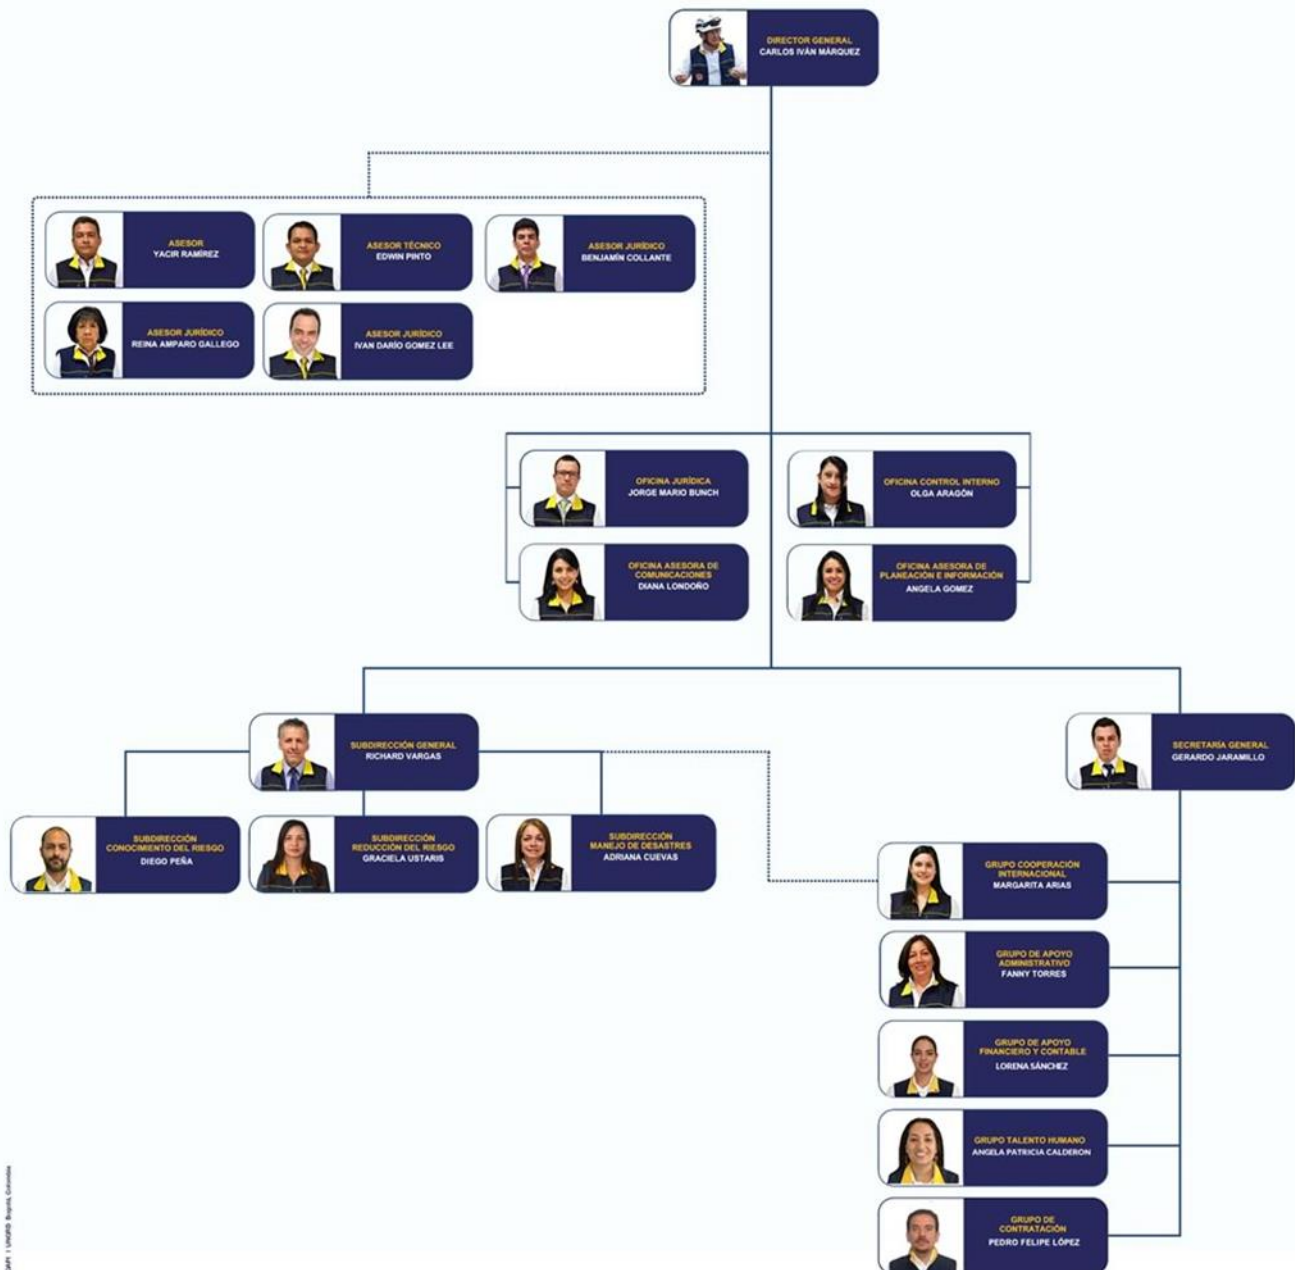 DIRECTOR GENERAL
CARLOS IVÁN MÁRQUEZ
ASESOR
YACIR RAMÍREZ
ASESOR TÉCNICO
EDWIN PINTO
ASESOR JURÍDICO
BENJAMÍN COLLANTE
ASESOR JURÍDICO
REINA AMPARO GALLEGO
ASESOR JURÍDICO
IVAN DARÍO GOMEZ LEE
OFICINA JURÍDICA
JORGE MARIO BUNCH
OFICINA CONTROL INTERNO
OLGA ARAGÓN
OFICINA ASESORA DE
COMUNICACIONES
DIANA LONDOÑO
OFICINA ASESORA DE
PLANEACIÓN E INFORMACIÓN
ANGELA GOMEZ
SUBDIRECCIÓN GENERAL
RICHARD VARGAS
SECRETARÍA GENERAL
GERARDO JARAMILLO
SUBDIRECCIÓN
CONOCIMIENTO DEL RIESGO
DIEGO PEÑA
SUBDIRECCIÓN
REDUCCIÓN DEL RIESGO
GRACIELA USTARIS
SUBDIRECCIÓN
MANEJO DE DESASTRES
ADRIANA CUEVAS
GRUPO COOPERACIÓN
INTERNACIONAL
MARGARITA ARIAS
GRUPO DE APOYO
ADMINISTRATIVO
FANNY TORRES
GRUPO DE APOYO
FINANCIERO Y CONTABLE
LORENA SÁNCHEZ
GRUPO TALENTO HUMANO
ANGELA PATRICIA CALDERON
GRUPO DE
CONTRATACIÓN
PEDRO FELIPE LÓPEZ
UNGRD Bogotá, Colombia